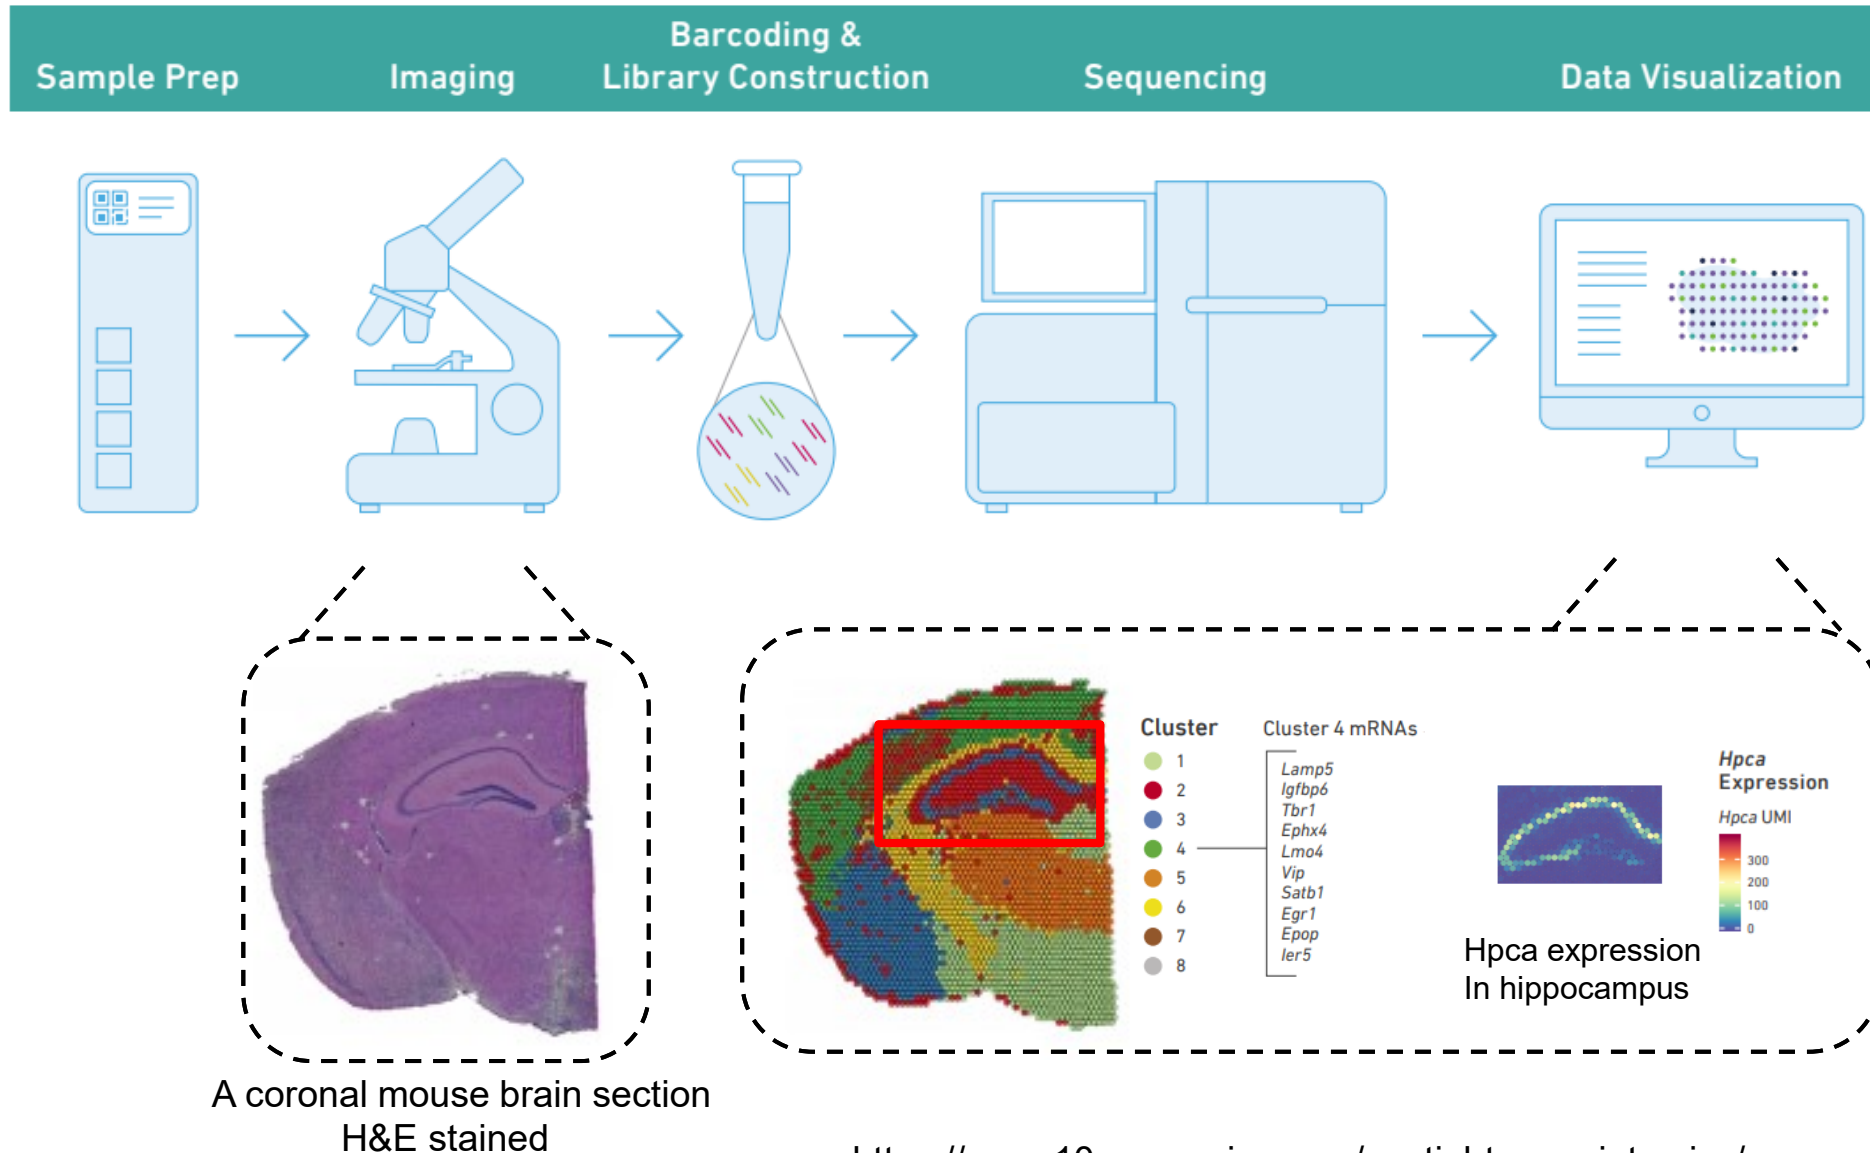 Sample Prep
Imaging
Barcoding &
Library Construction
Sequencing
Data Visualization
Cluster
1
2
3
4
5
6
7
8
Cluster 4 mRNAs
Lamp5
Igfbp6
Tbr1
Ephx4
Lmo4
Vip
Satb1
Egr1
Epop
Ier5
Hpca
Expression
Hpca UMI
300
200
100
0
Hpca expression
In hippocampus
A coronal mouse brain section
H&E stained